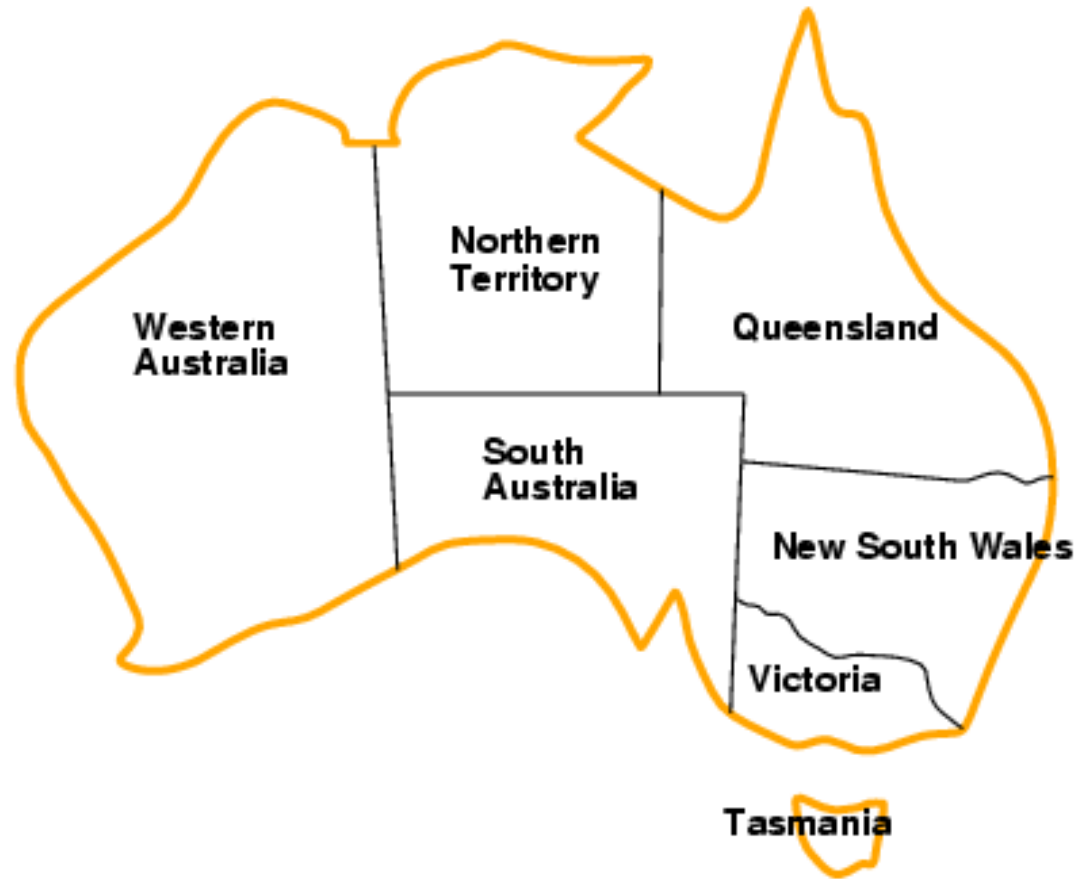 Northern
Territory
Western
Australia
Queensland
South
Australia
New South Wales
Victoria
Tasmania